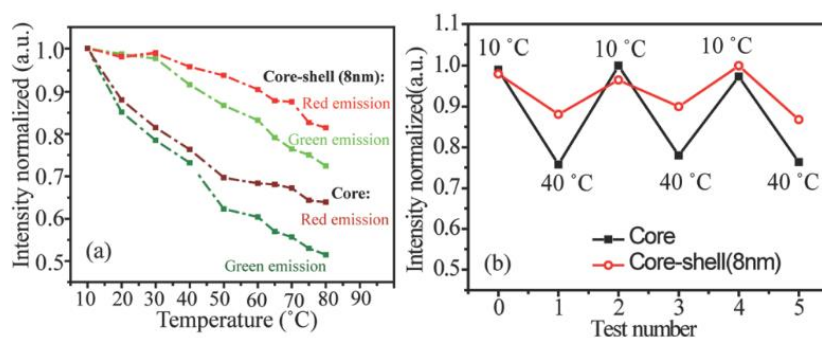 Intensity normalized (a.u.)
1.0
0.9
0.8
0.7
0.6
0.5
Core-shell (8nm):
Red emission
Green emission
Core:
Red emission
Green emission
(a)
10 20 30 40 50 60 70 80 90
Temperature (˚C)
Intensity normalized(a.u.)
1.0
0.9
0.8
0.7
0.6
0.5
10 ˚C 10 ˚C 10 ˚C
40 ˚C 40 ˚C 40 ˚C
Core
Core-shell(8nm)
(b)
0 1 2 3 4 5
Test number